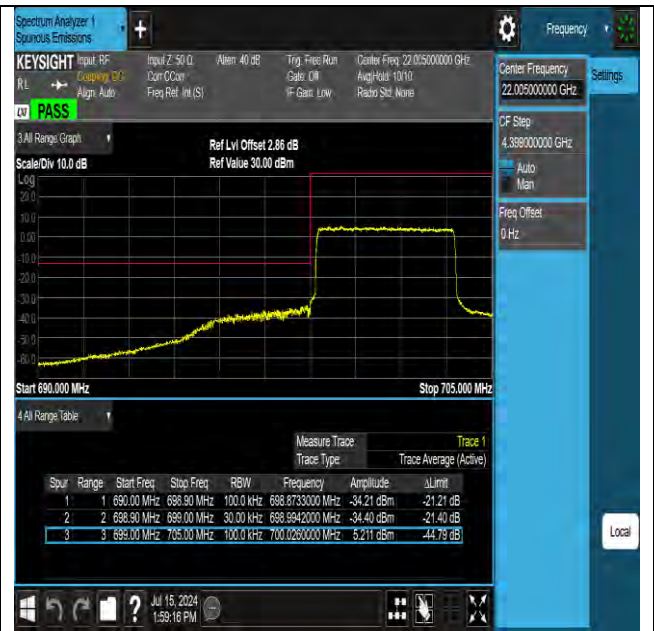 Spectrum Analyzer 1
Spurious Emissions
Frequency
KEYSIGHT Input: RF Input Z: 50 Ω Atten: 40 dB Trig: Free Run Center Freq: 22.005000000 GHz
RL Coupling: DC Corr CCorr Gate: Off Avg|Hold: 10/10
Align: Auto Freq Ref: Int (S) IF Gain: Low Radio Std: None
PASS
Center Frequency
22.005000000 GHz
Settings
CF Step
4.399000000 GHz
Auto
Man
Freq Offset
0 Hz
3 All Range Graph
Ref Lvl Offset 2.86 dB
Scale/Div 10.0 dB Ref Value 30.00 dBm
Log
20.0
10.0
0.00
-10.0
-20.0
-30.0
-40.0
-50.0
-60.0
Start 690.000 MHz Stop 705.000 MHz
4 All Range Table
Measure Trace Trace 1
Trace Type Trace Average (Active)
Spur Range Start Freq Stop Freq RBW Frequency Amplitude ΔLimit
1 1 690.00 MHz 698.90 MHz 100.0 kHz 698.8733000 MHz -34.21 dBm -21.21 dB
2 2 698.90 MHz 699.00 MHz 30.00 kHz 698.9942000 MHz -34.40 dBm -21.40 dB
3 3 699.00 MHz 705.00 MHz 100.0 kHz 700.0260000 MHz 5.211 dBm -44.79 dB
Local
?
Jul 15, 2024
1:59:16 PM